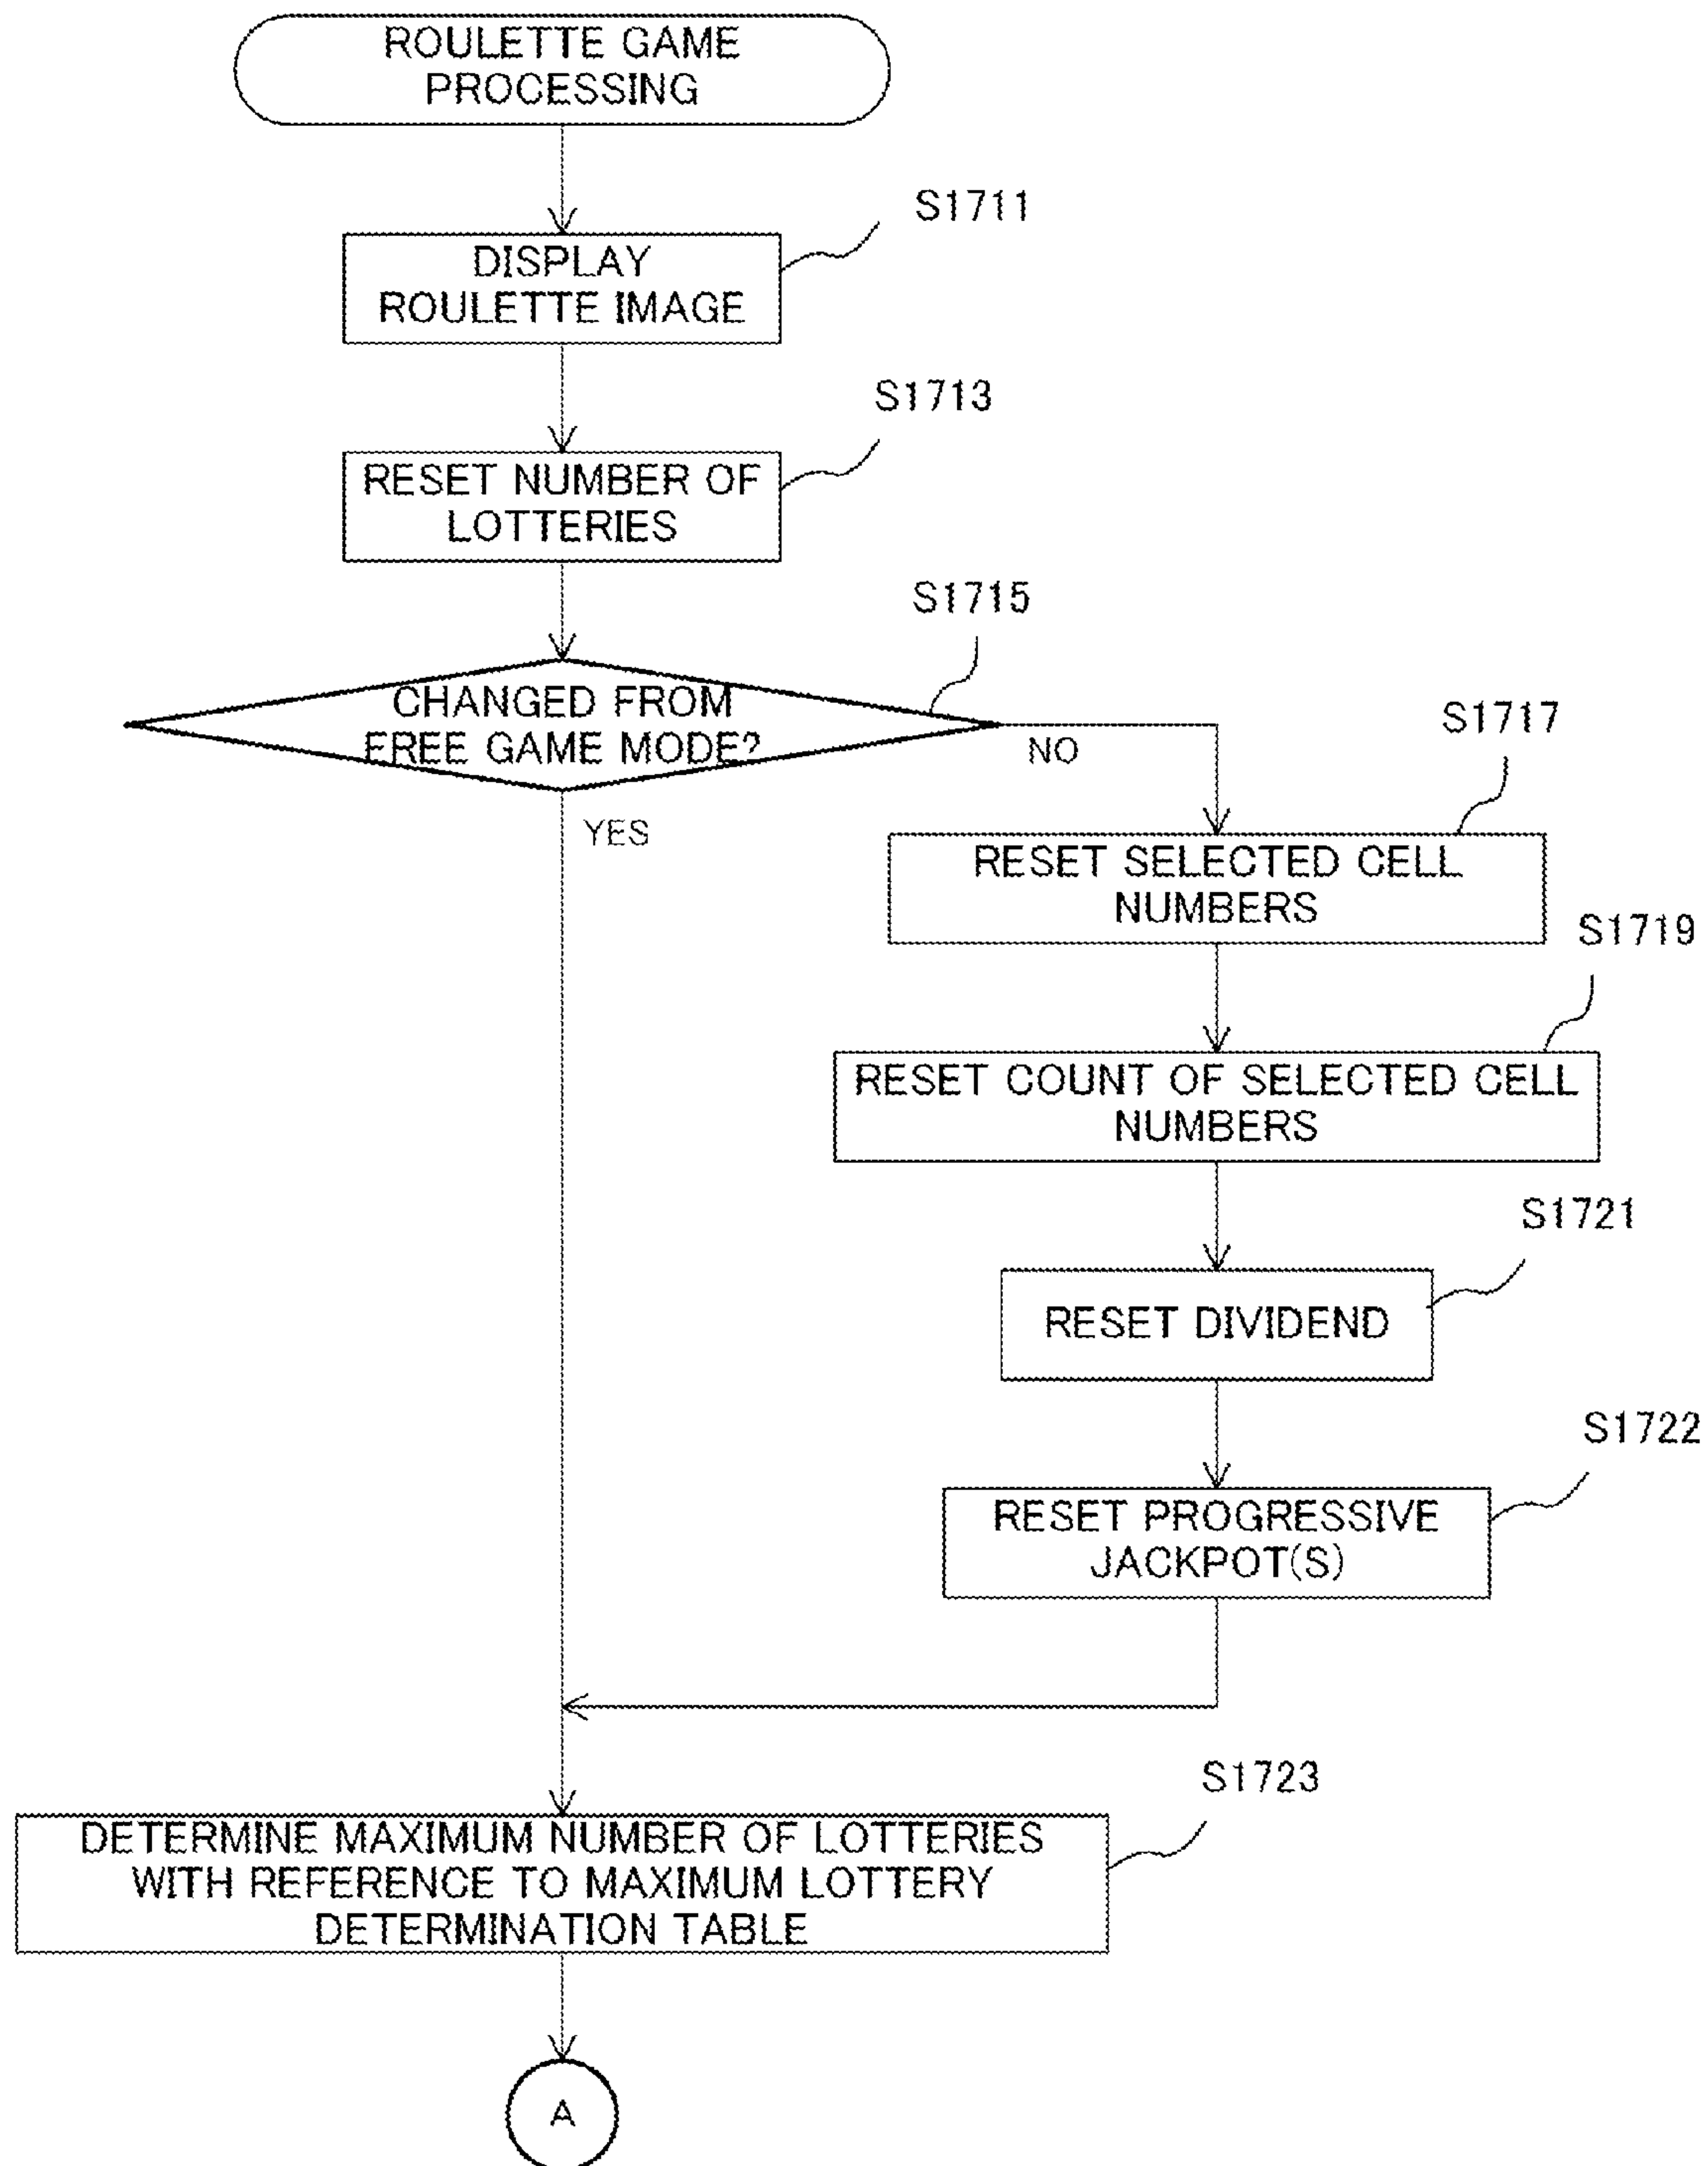 ROULETTE GAME
PROCESSING
S1711
DISPLAY
ROULETTE IMAGE
S1713
RESET NUMBER OF
LOTTERIES
S1715
CHANGED FROM
FREE GAME MODE?
NO
YES
S1717
RESET SELECTED CELL
NUMBERS
S1719
RESET COUNT OF SELECTED CELL
NUMBERS
S1721
RESET DIVIDEND
S1722
RESET PROGRESSIVE
JACKPOT(S)
S1723
DETERMINE MAXIMUM NUMBER OF LOTTERIES
WITH REFERENCE TO MAXIMUM LOTTERY
DETERMINATION TABLE
A